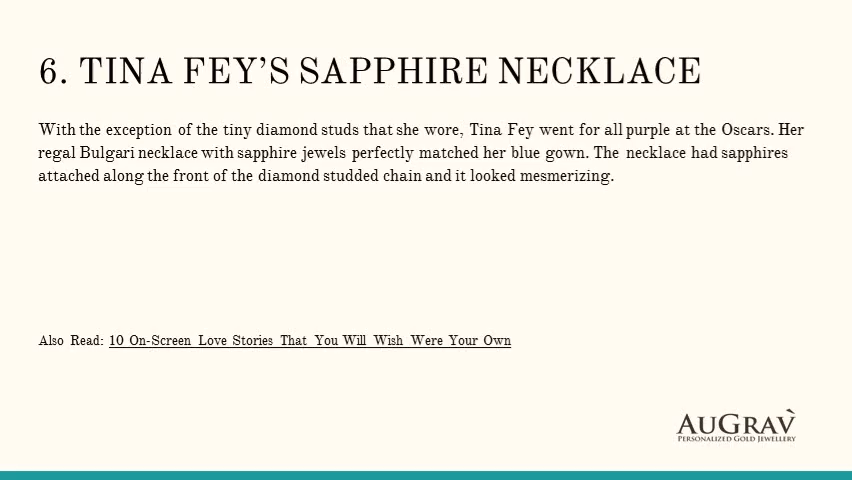 6. TINA FEY’S SAPPHIRE NECKLACE
With the exception of the tiny diamond studs that she wore, Tina Fey went for all purple at the Oscars. Her
regal Bulgari necklace with sapphire jewels perfectly matched her blue gown. The necklace had sapphires
attached along the front of the diamond studded chain and it looked mesmerizing.
Also Read: 10 On-Screen Love Stories That You Will Wish Were Your Own
AUGRAV
PERSONALIZED GOLD JEWELLERY